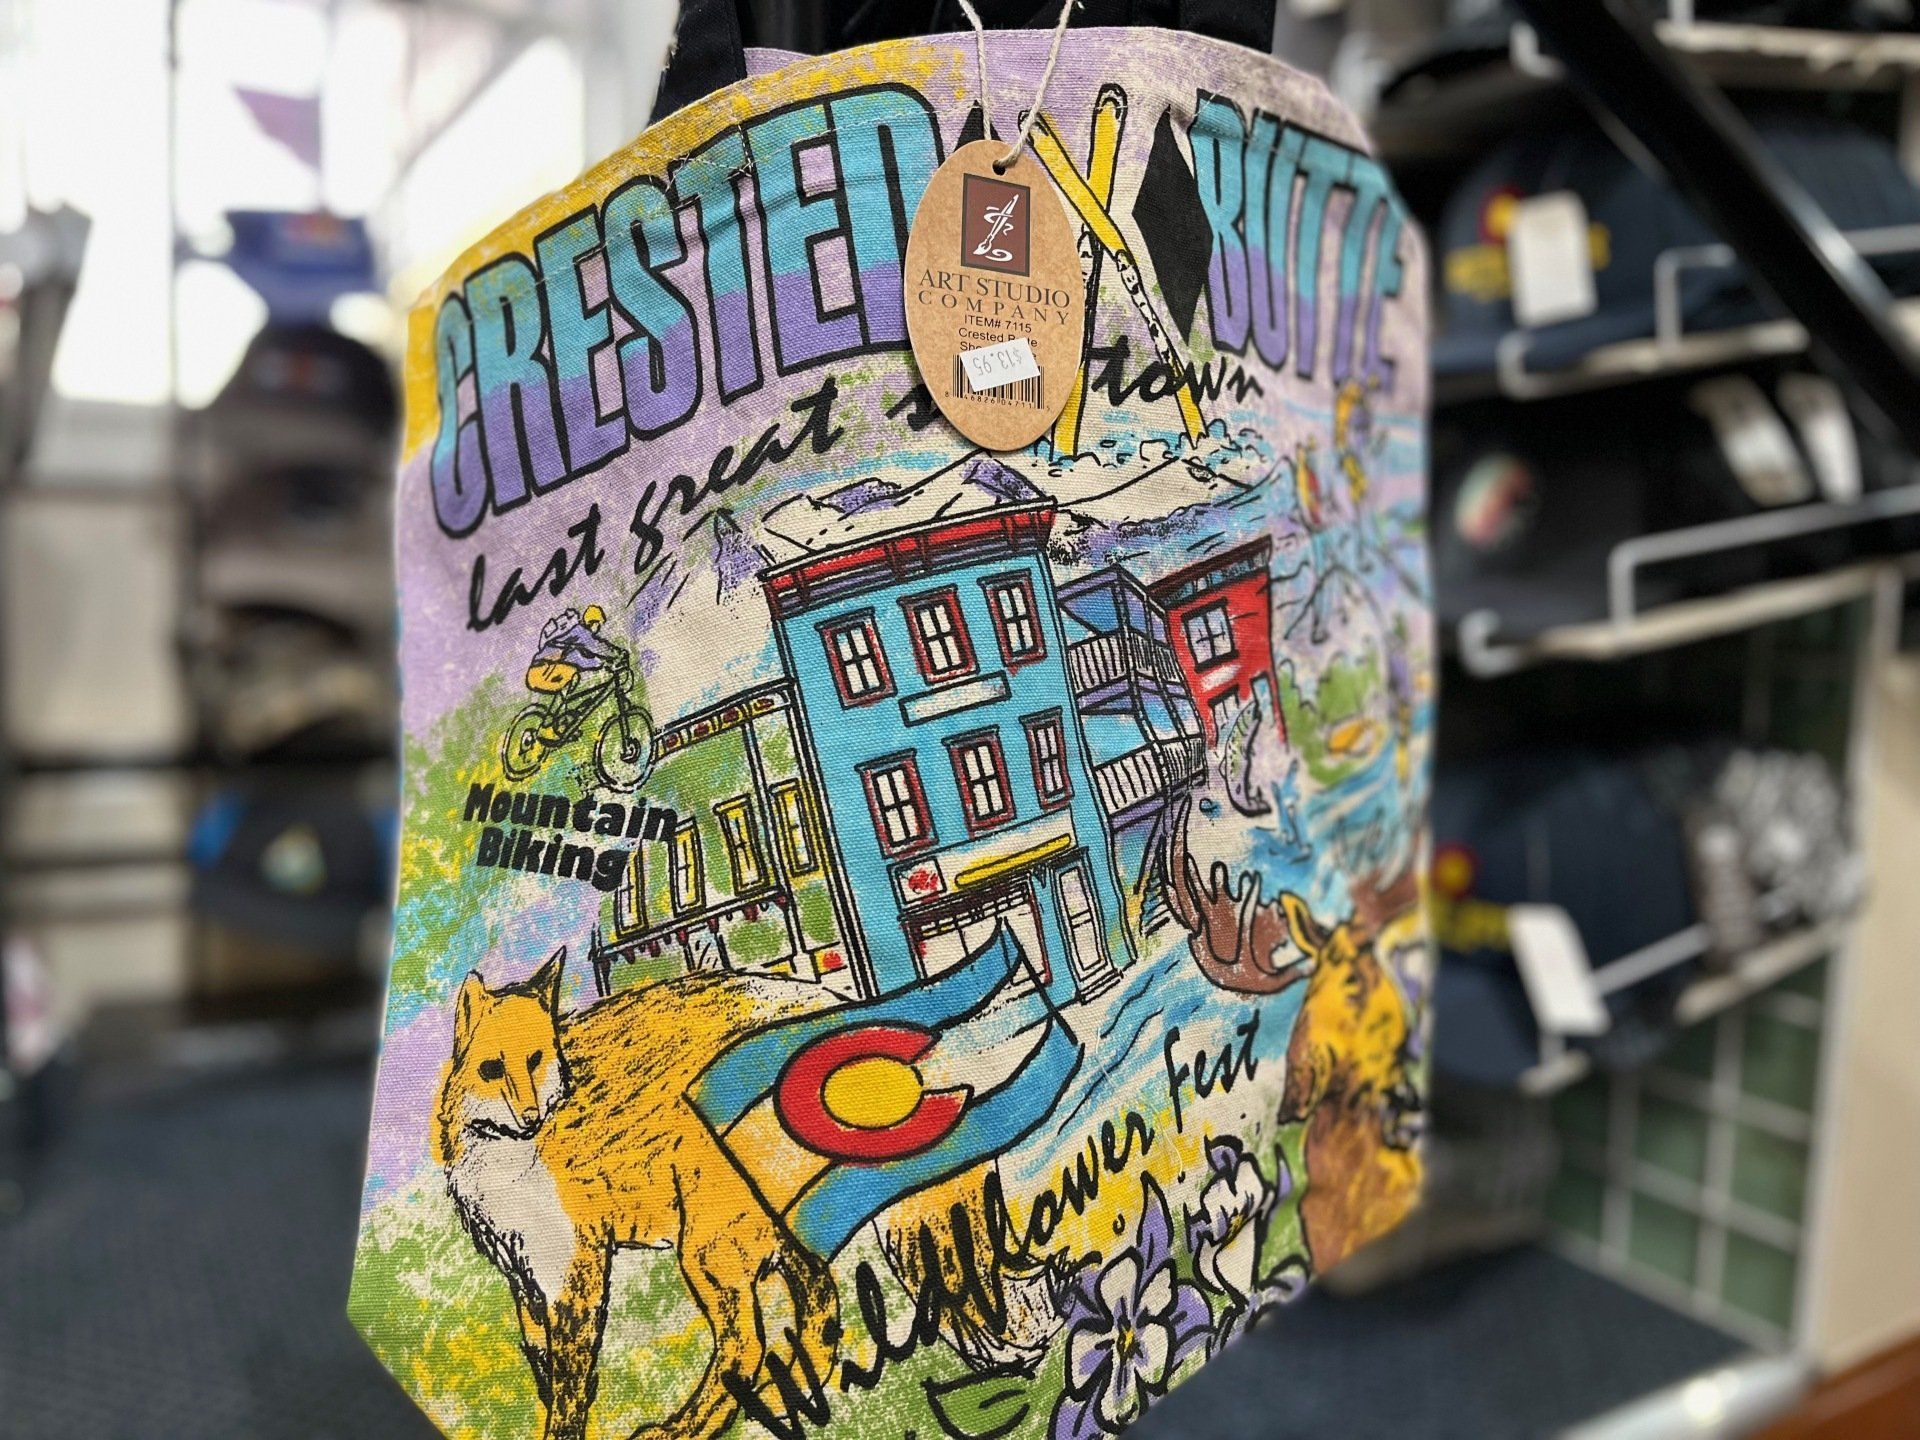 CRESTED BUTTE
last great town
ART STUDIO
COMPANY
ITEM# 7115
Crested
$13.95
Mountain
Biking
Wildflower Fest